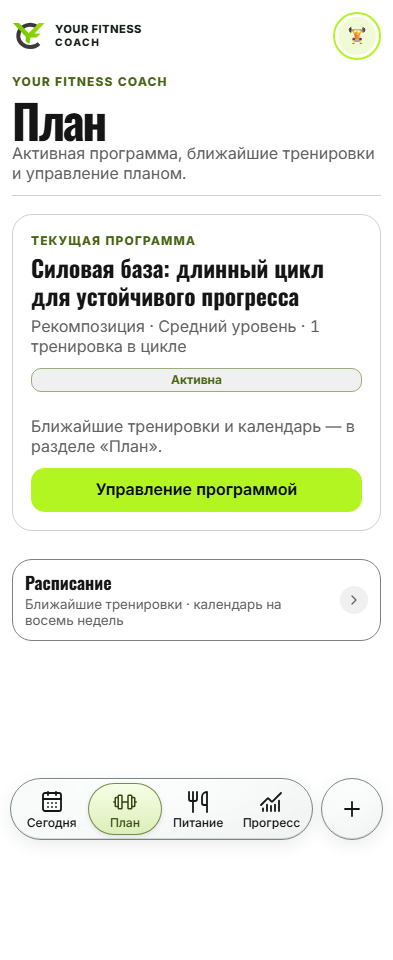 YOUR FITNESS
COACH
YOUR FITNESS COACH
План
Активная программа, ближайшие тренировки
и управление планом.
ТЕКУЩАЯ ПРОГРАММА
Силовая база: длинный цикл
для устойчивого прогресса
Рекомпозиция · Средний уровень · 1
тренировка в цикле
Активна
Ближайшие тренировки и календарь — в
разделе «План».
Управление программой
Расписание
Ближайшие тренировки · календарь на
восемь недель
Сегодня
План
Питание
Прогресс